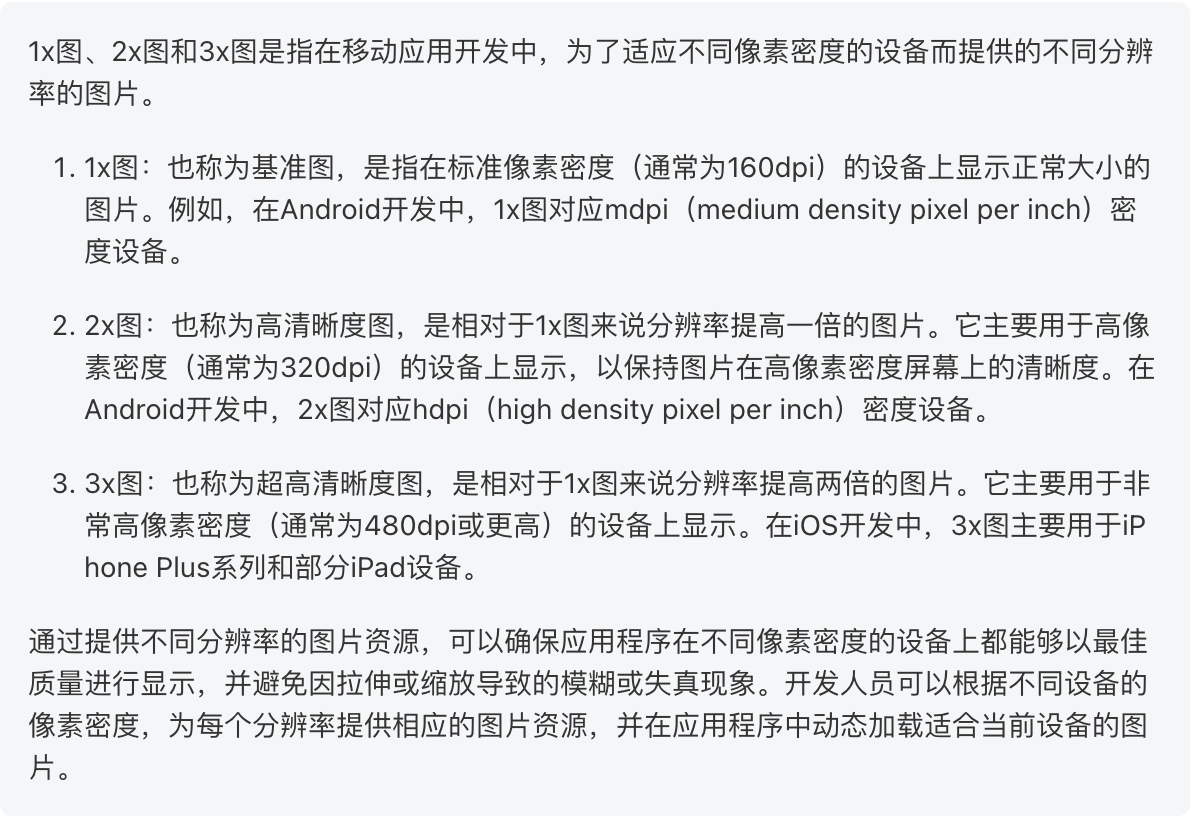 1x图、2x图和3x图是指在移动应用开发中，为了适应不同像素密度的设备而提供的不同分辨
率的图片。
1. 1x图：也称为基准图，是指在标准像素密度（通常为160dpi）的设备上显示正常大小的
图片。例如，在Android开发中，1x图对应mdpi（medium density pixel per inch）密
度设备。
2. 2x图：也称为高清晰度图，是相对于1x图来说分辨率提高一倍的图片。它主要用于高像
素密度（通常为320dpi）的设备上显示，以保持图片在高像素密度屏幕上的清晰度。在
Android开发中，2x图对应hdpi（high density pixel per inch）密度设备。
3. 3x图：也称为超高清晰度图，是相对于1x图来说分辨率提高两倍的图片。它主要用于非
常高像素密度（通常为480dpi或更高）的设备上显示。在iOS开发中，3x图主要用于iP
hone Plus系列和部分iPad设备。
通过提供不同分辨率的图片资源，可以确保应用程序在不同像素密度的设备上都能够以最佳
质量进行显示，并避免因拉伸或缩放导致的模糊或失真现象。开发人员可以根据不同设备的
像素密度，为每个分辨率提供相应的图片资源，并在应用程序中动态加载适合当前设备的图
片。